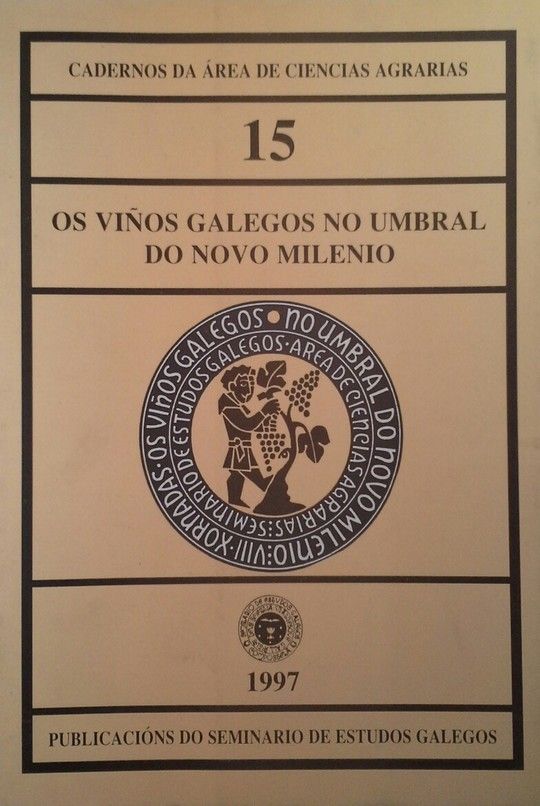 CADERNOS DA ÁREA DE CIENCIAS AGRARIAS
15
OS VIÑOS GALEGOS NO UMBRAL
DO NOVO MILENIO
VIII XORNADAS · OS VIÑOS GALEGOS · NO UMBRAL DO NOVO MILENIO
SEMINARIO DE ESTUDOS GALEGOS · AREA DE CIENCIAS AGRARIAS
1997
PUBLICACIÓNS DO SEMINARIO DE ESTUDOS GALEGOS